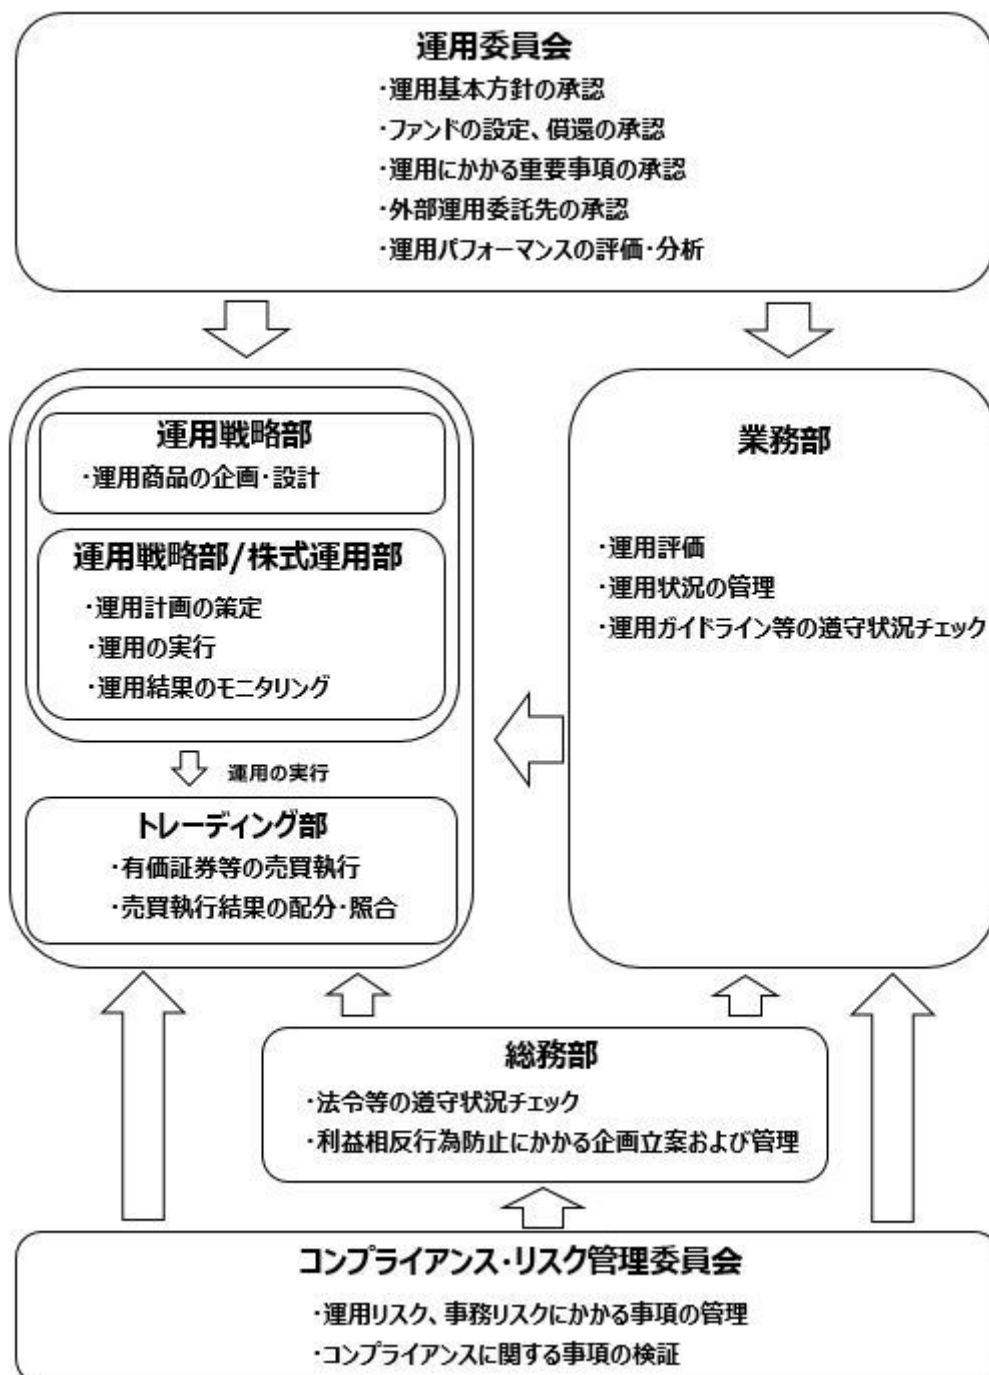 運用委員会
・運用基本方針の承認
・ファンドの設定、償還の承認
・運用にかかる重要事項の承認
・外部運用委託先の承認
・運用パフォーマンスの評価・分析
運用戦略部
・運用商品の企画・設計
運用戦略部/株式運用部
・運用計画の策定
・運用の実行
・運用結果のモニタリング
運用の実行
トレーディング部
・有価証券等の売買執行
・売買執行結果の配分・照合
業務部
・運用評価
・運用状況の管理
・運用ガイドライン等の遵守状況チェック
総務部
・法令等の遵守状況チェック
・利益相反行為防止にかかる企画立案および管理
コンプライアンス・リスク管理委員会
・運用リスク、事務リスクにかかる事項の管理
・コンプライアンスに関する事項の検証